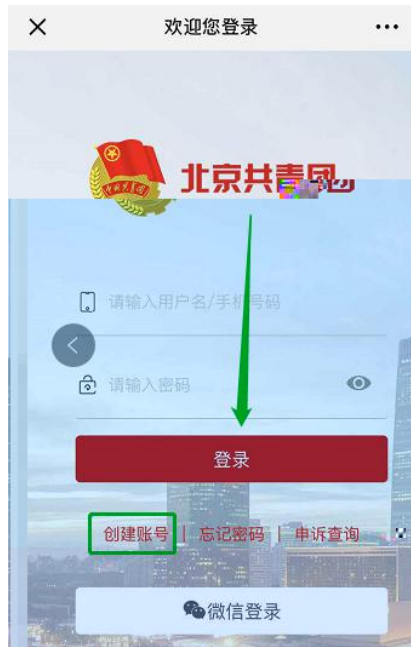 欢迎您登录
北京共青团
请输入用户名/手机号码
请输入密码
登录
创建账号 | 忘记密码 | 申诉查询
微信登录